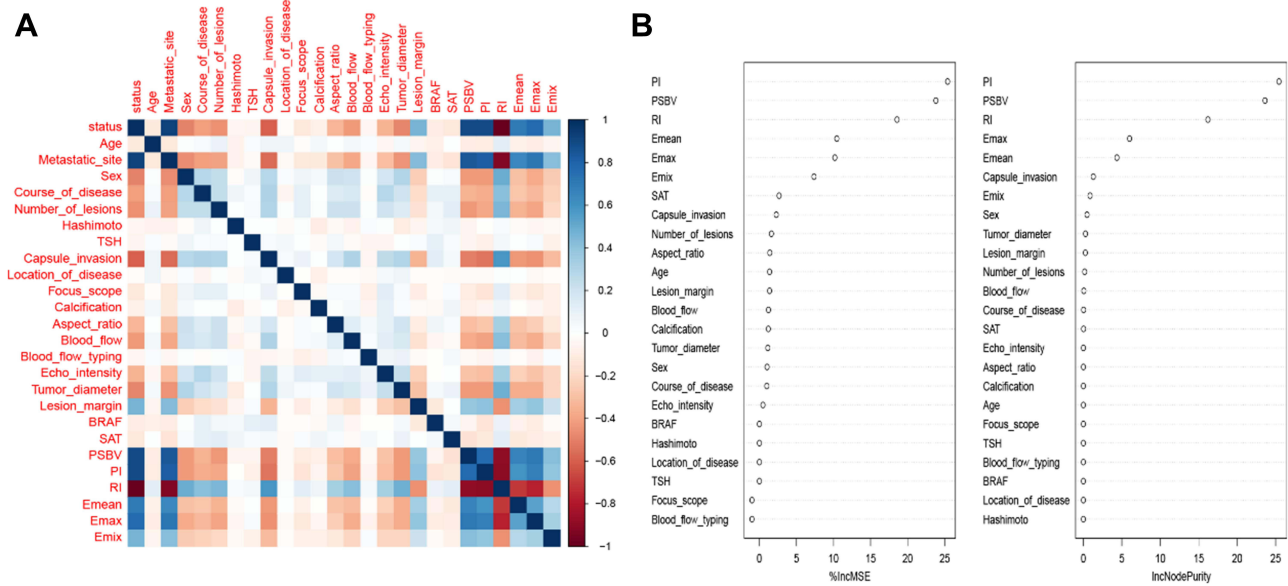 A
B
status
Age
Metastatic_site
Sex
Course_of_disease
Number_of_lesions
Hashimoto
TSH
Capsule_invasion
Location_of_disease
Focus_scope
Calcification
Aspect_ratio
Blood_flow
Blood_flow_typing
Echo_intensity
Tumor_diameter
Lesion_margin
BRAF
SAT
PSBV
PI
RI
Emean
Emax
Emix
status
Age
Metastatic_site
Sex
Course_of_disease
Number_of_lesions
Hashimoto
TSH
Capsule_invasion
Location_of_disease
Focus_scope
Calcification
Aspect_ratio
Blood_flow
Blood_flow_typing
Echo_intensity
Tumor_diameter
Lesion_margin
BRAF
SAT
PSBV
PI
RI
Emean
Emax
Emix
1
0.8
0.6
0.4
0.2
0
−0.2
−0.4
−0.6
−0.8
−1
PI
PSBV
RI
Emean
Emax
Emix
SAT
Capsule_invasion
Number_of_lesions
Aspect_ratio
Age
Lesion_margin
Blood_flow
Calcification
Tumor_diameter
Sex
Course_of_disease
Echo_intensity
BRAF
Hashimoto
Location_of_disease
TSH
Focus_scope
Blood_flow_typing
0 5 10 15 20 25
%IncMSE
PI
PSBV
RI
Emax
Emean
Capsule_invasion
Emix
Sex
Tumor_diameter
Lesion_margin
Number_of_lesions
Blood_flow
Course_of_disease
SAT
Echo_intensity
Aspect_ratio
Calcification
Age
Focus_scope
TSH
Blood_flow_typing
BRAF
Location_of_disease
Hashimoto
0 5 10 15 20 25
IncNodePurity